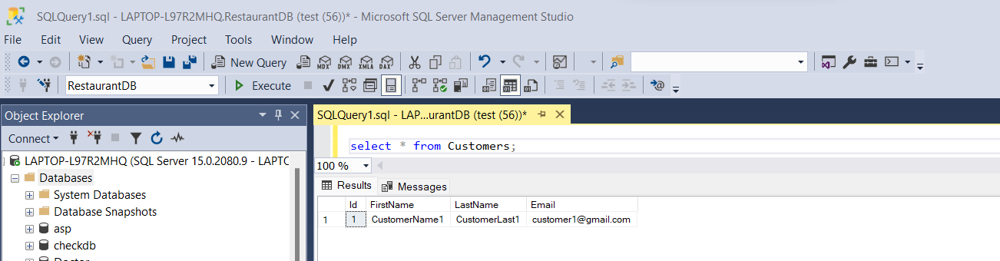 SQLQuery1.sql - LAPTOP-L97R2MHQ.RestaurantDB (test (56))* - Microsoft SQL Server Management Studio
File Edit View Query Project Tools Window Help
New Query MDX DMX XMLA DAX
RestaurantDB Execute
Object Explorer
Connect
LAPTOP-L97R2MHQ (SQL Server 15.0.2080.9 - LAPTC
Databases
System Databases
Database Snapshots
asp
checkdb
SQLQuery1.sql - LAP...urantDB (test (56))*
select * from Customers;
100 %
Results Messages
Id FirstName LastName Email
1 1 CustomerName1 CustomerLast1 customer1@gmail.com